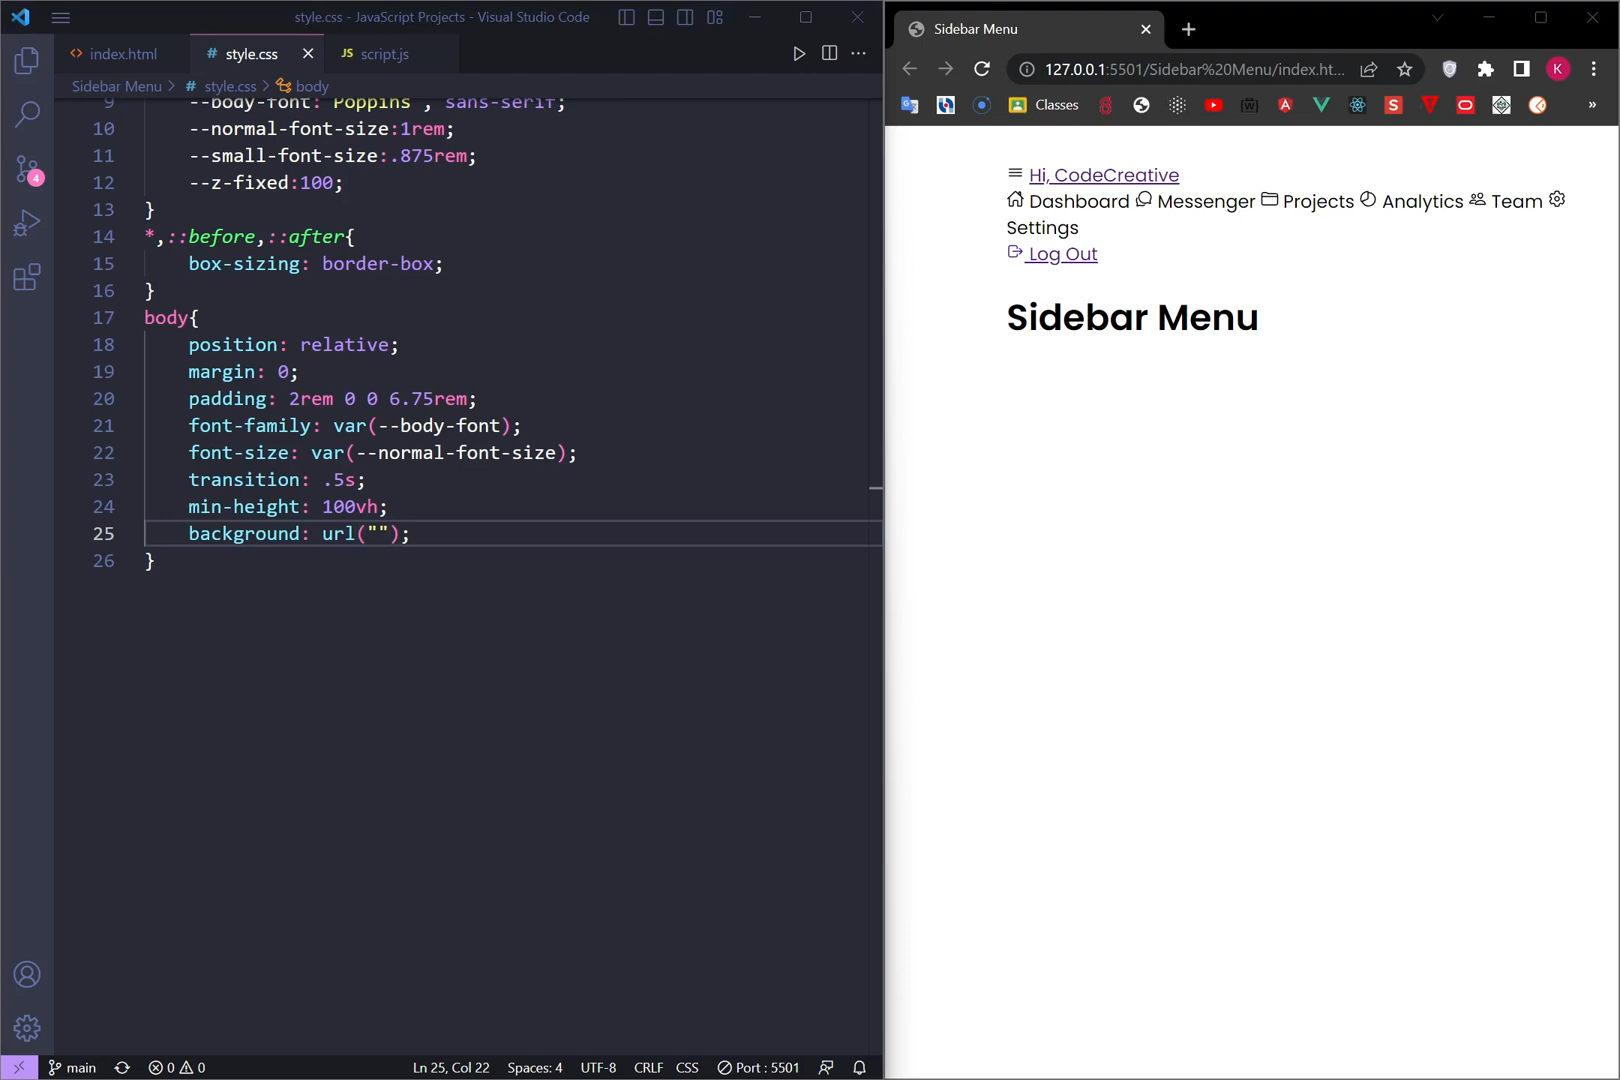 style.css - JavaScript Projects - Visual Studio Code
index.html
# style.css
JS script.js
Sidebar Menu > # style.css > body
9 --body-font: 'Poppins', sans-serif;
10 --normal-font-size:1rem;
11 --small-font-size:.875rem;
12 --z-fixed:100;
13 }
14 *,::before,::after{
15 box-sizing: border-box;
16 }
17 body{
18 position: relative;
19 margin: 0;
20 padding: 2rem 0 0 6.75rem;
21 font-family: var(--body-font);
22 font-size: var(--normal-font-size);
23 transition: .5s;
24 min-height: 100vh;
25 background: url("");
26 }
4
main
0 0
Ln 25, Col 22
Spaces: 4
UTF-8
CRLF
CSS
Port : 5501
Sidebar Menu
127.0.0.1:5501/Sidebar%20Menu/index.ht...
K
Classes
S
»
Hi, CodeCreative
Dashboard Messenger Projects Analytics Team
Settings
Log Out
Sidebar Menu